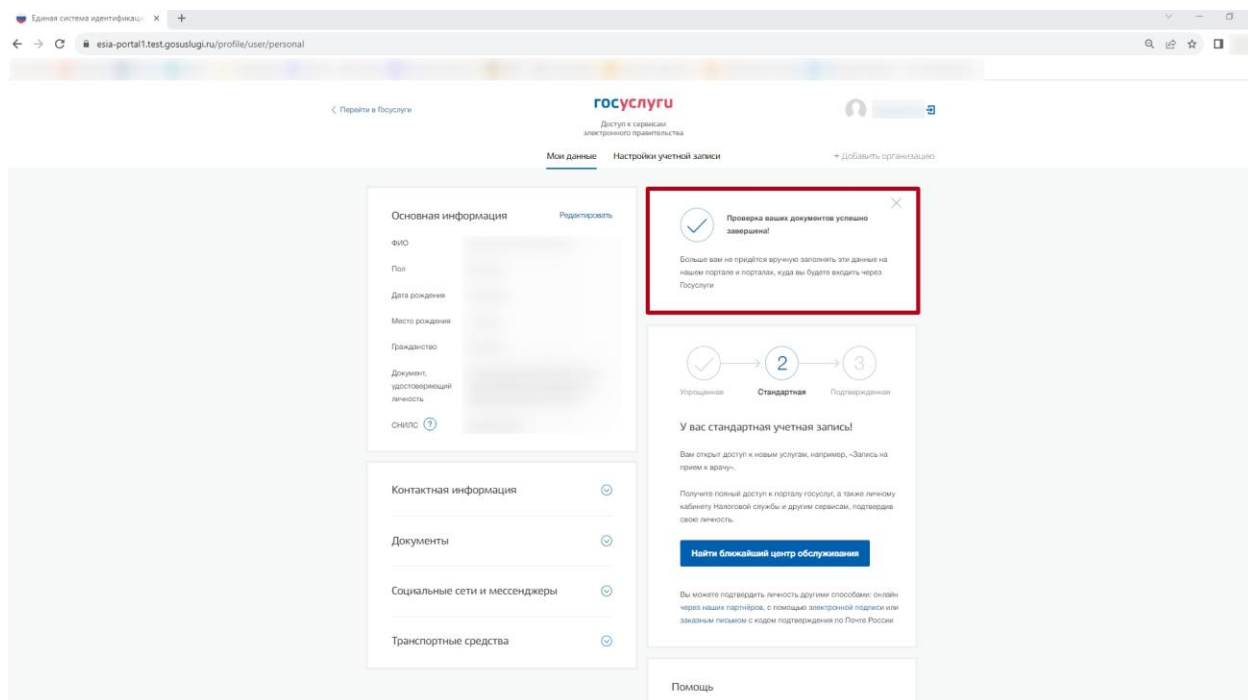 Единая система идентификаци
esia-portal1.test.gosuslugi.ru/profile/user/personal
Перейти в Госуслуги
госуслуги
Доступ к сервисам
электронного правительства
Мои данные
Настройки учетной записи
+ Добавить организацию
Основная информация
Редактировать
ФИО
Пол
Дата рождения
Место рождения
Гражданство
Документ,
удостоверяющий
личность
СНИЛС ?
Контактная информация
Документы
Социальные сети и мессенджеры
Транспортные средства
Проверка ваших документов успешно
завершена!
Больше вам не придётся вручную заполнять эти данные на
нашем портале и порталах, куда вы будете входить через
Госуслуги
2
3
Упрощенная
Стандартная
Подтвержденная
У вас стандартная учетная запись!
Вам открыт доступ к новым услугам, например, «Запись на
прием к врачу».
Получите полный доступ к порталу госуслуг, а также личному
кабинету Налоговой службы и другим сервисам, подтвердив
свою личность.
Найти ближайший центр обслуживания
Вы можете подтвердить личность другими способами: онлайн
через наших партнёров, с помощью электронной подписи или
заказным письмом с кодом подтверждения по Почте России
Помощь